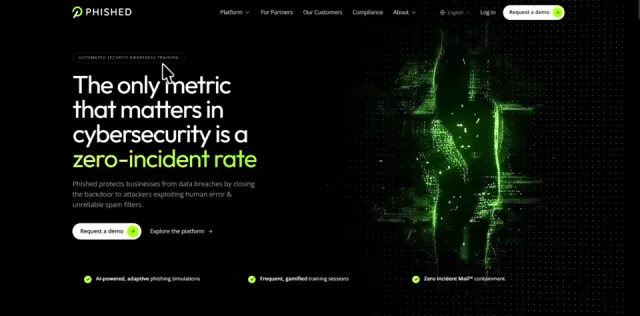 PHISHED
Platform
For Partners
Our Customers
Compliance
About
English
Log in
Request a demo
AUTOMATED SECURITY AWARENESS TRAINING
The only metric
that matters in
cybersecurity is a
zero-incident rate
Phished protects businesses from data breaches by closing
the backdoor to attackers exploiting human error &
unreliable spam filters.
Request a demo
Explore the platform
AI-powered, adaptive phishing simulations
Frequent, gamified training sessions
Zero Incident Mail™ containment